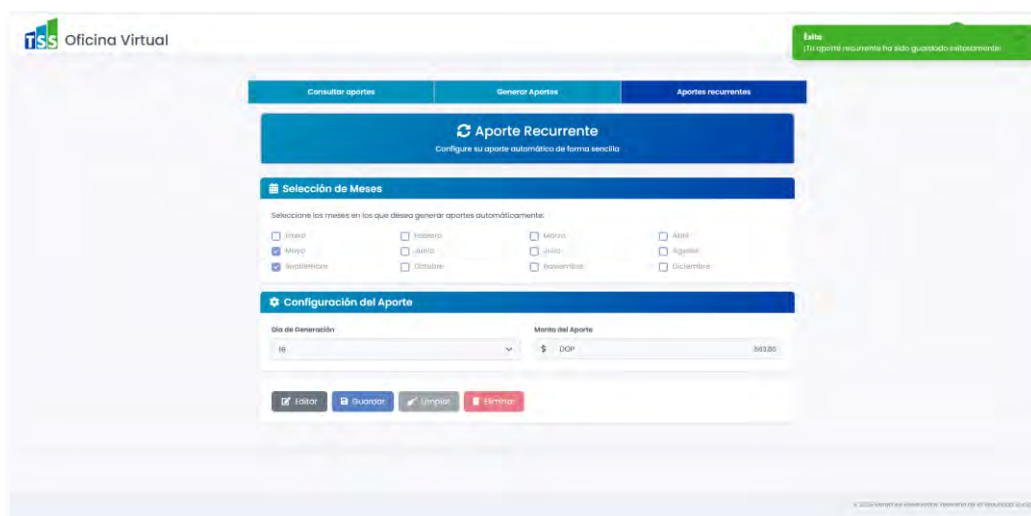 TSS Oficina Virtual
Éxito
¡Tu aporte recurrente ha sido guardado exitosamente!
Consultar aportes Generar Aportes Aportes recurrentes
Aporte Recurrente
Configure su aporte automático de forma sencilla
Selección de Meses
Seleccione los meses en los que desea generar aportes automáticamente:
Enero Febrero Marzo Abril
Mayo Junio Julio Agosto
Septiembre Octubre Noviembre Diciembre
Configuración del Aporte
Día de Generación Monto del Aporte
16 $ DOP
Editar Guardar Limpiar Eliminar